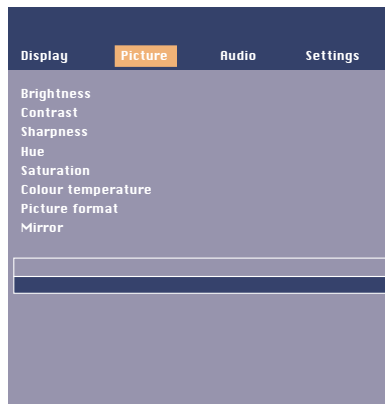 Display Picture Audio Settings
Brightness
Contrast
Sharpness
Hue
Saturation
Colour temperature
Picture format
Mirror